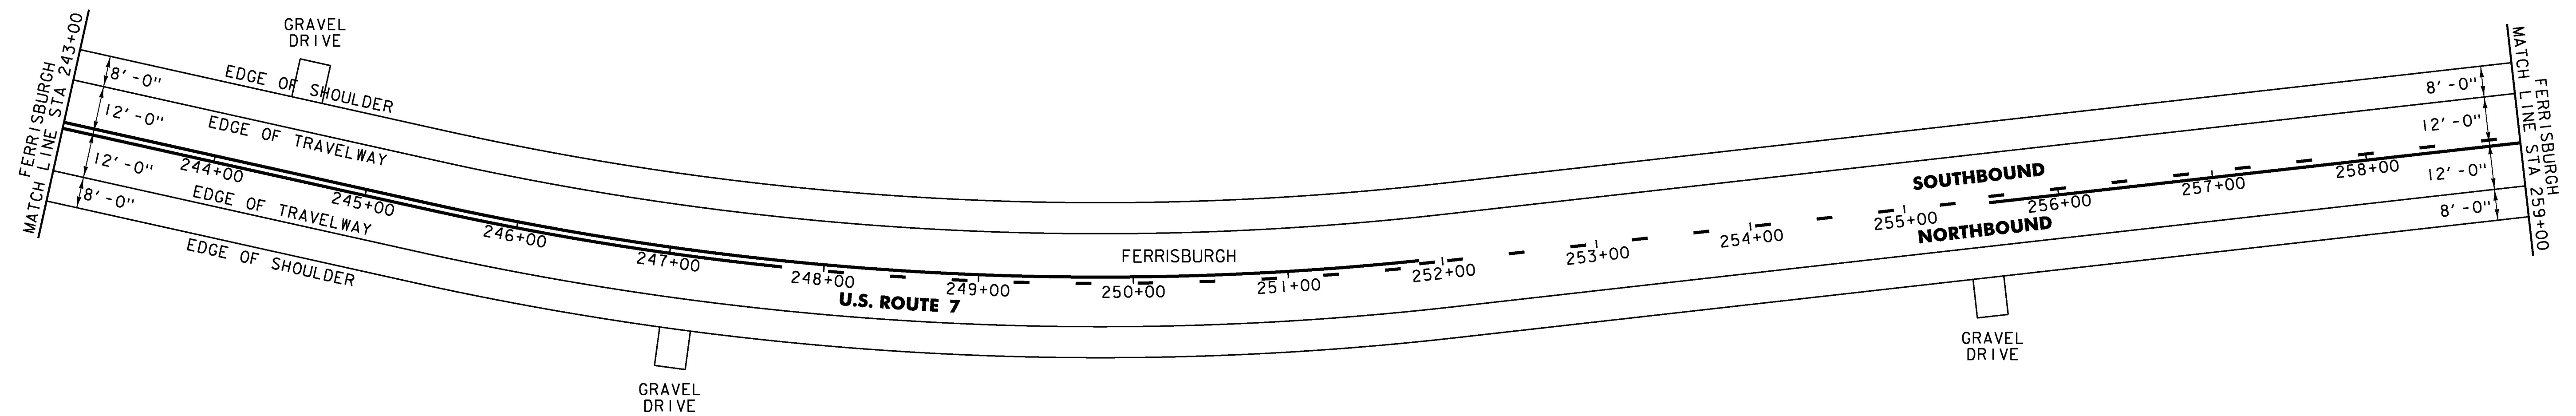 FERRISBURGH
MATCH LINE STA 243+00
GRAVEL
DRIVE
8'-0"
12'-0"
12'-0"
8'-0"
EDGE OF SHOULDER
EDGE OF TRAVELWAY
EDGE OF TRAVELWAY
EDGE OF SHOULDER
244+00
245+00
246+00
247+00
248+00
249+00
250+00
251+00
252+00
253+00
254+00
255+00
256+00
257+00
258+00
FERRISBURGH
U.S. ROUTE 7
SOUTHBOUND
NORTHBOUND
GRAVEL
DRIVE
GRAVEL
DRIVE
8'-0"
12'-0"
12'-0"
8'-0"
FERRISBURGH
MATCH LINE STA 259+00